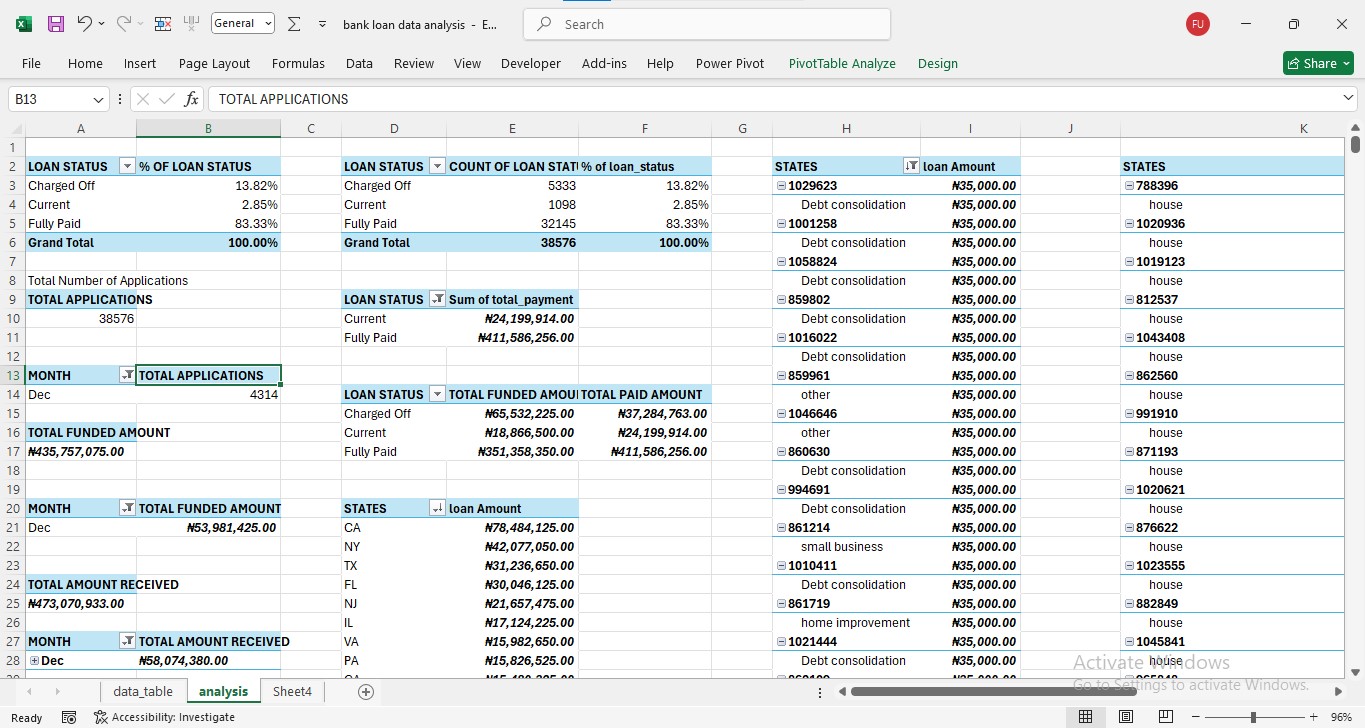 General
bank loan data analysis - E...
Search
FU
File Home Insert Page Layout Formulas Data Review View Developer Add-ins Help Power Pivot PivotTable Analyze Design Share
B13 fx TOTAL APPLICATIONS
A B C D E F G H I J K
1
2 LOAN STATUS % OF LOAN STATUS LOAN STATUS COUNT OF LOAN STAT % of loan_status STATES loan Amount STATES
3 Charged Off 13.82% Charged Off 5333 13.82% 1029623 ₦35,000.00 788396
4 Current 2.85% Current 1098 2.85% Debt consolidation ₦35,000.00 house
5 Fully Paid 83.33% Fully Paid 32145 83.33% 1001258 ₦35,000.00 1020936
6 Grand Total 100.00% Grand Total 38576 100.00% Debt consolidation ₦35,000.00 house
7 1058824 ₦35,000.00 1019123
8 Total Number of Applications Debt consolidation ₦35,000.00 house
9 TOTAL APPLICATIONS LOAN STATUS Sum of total_payment 859802 ₦35,000.00 812537
10 38576 Current ₦24,199,914.00 Debt consolidation ₦35,000.00 house
11 Fully Paid ₦411,586,256.00 1016022 ₦35,000.00 1043408
12 Debt consolidation ₦35,000.00 house
13 MONTH TOTAL APPLICATIONS 859961 ₦35,000.00 862560
14 Dec 4314 LOAN STATUS TOTAL FUNDED AMOU TOTAL PAID AMOUNT other ₦35,000.00 house
15 Charged Off ₦65,532,225.00 ₦37,284,763.00 1046646 ₦35,000.00 991910
16 TOTAL FUNDED AMOUNT Current ₦18,866,500.00 ₦24,199,914.00 other ₦35,000.00 house
17 ₦435,757,075.00 Fully Paid ₦351,358,350.00 ₦411,586,256.00 860630 ₦35,000.00 871193
18 Debt consolidation ₦35,000.00 house
19 994691 ₦35,000.00 1020621
20 MONTH TOTAL FUNDED AMOUNT STATES loan Amount Debt consolidation ₦35,000.00 house
21 Dec ₦53,981,425.00 CA ₦78,484,125.00 861214 ₦35,000.00 876622
22 NY ₦42,077,050.00 small business ₦35,000.00 house
23 TX ₦31,236,650.00 1010411 ₦35,000.00 1023555
24 TOTAL AMOUNT RECEIVED FL ₦30,046,125.00 Debt consolidation ₦35,000.00 house
25 ₦473,070,933.00 NJ ₦21,657,475.00 861719 ₦35,000.00 882849
26 IL ₦17,124,225.00 home improvement ₦35,000.00 house
27 MONTH TOTAL AMOUNT RECEIVED VA ₦15,982,650.00 1021444 ₦35,000.00 1045841
28 Dec ₦58,074,380.00 PA ₦15,826,525.00 Debt consolidation ₦35,000.00 house
Activate Windows
Go to Settings to activate Windows.
data_table analysis Sheet4
Ready Accessibility: Investigate 96%